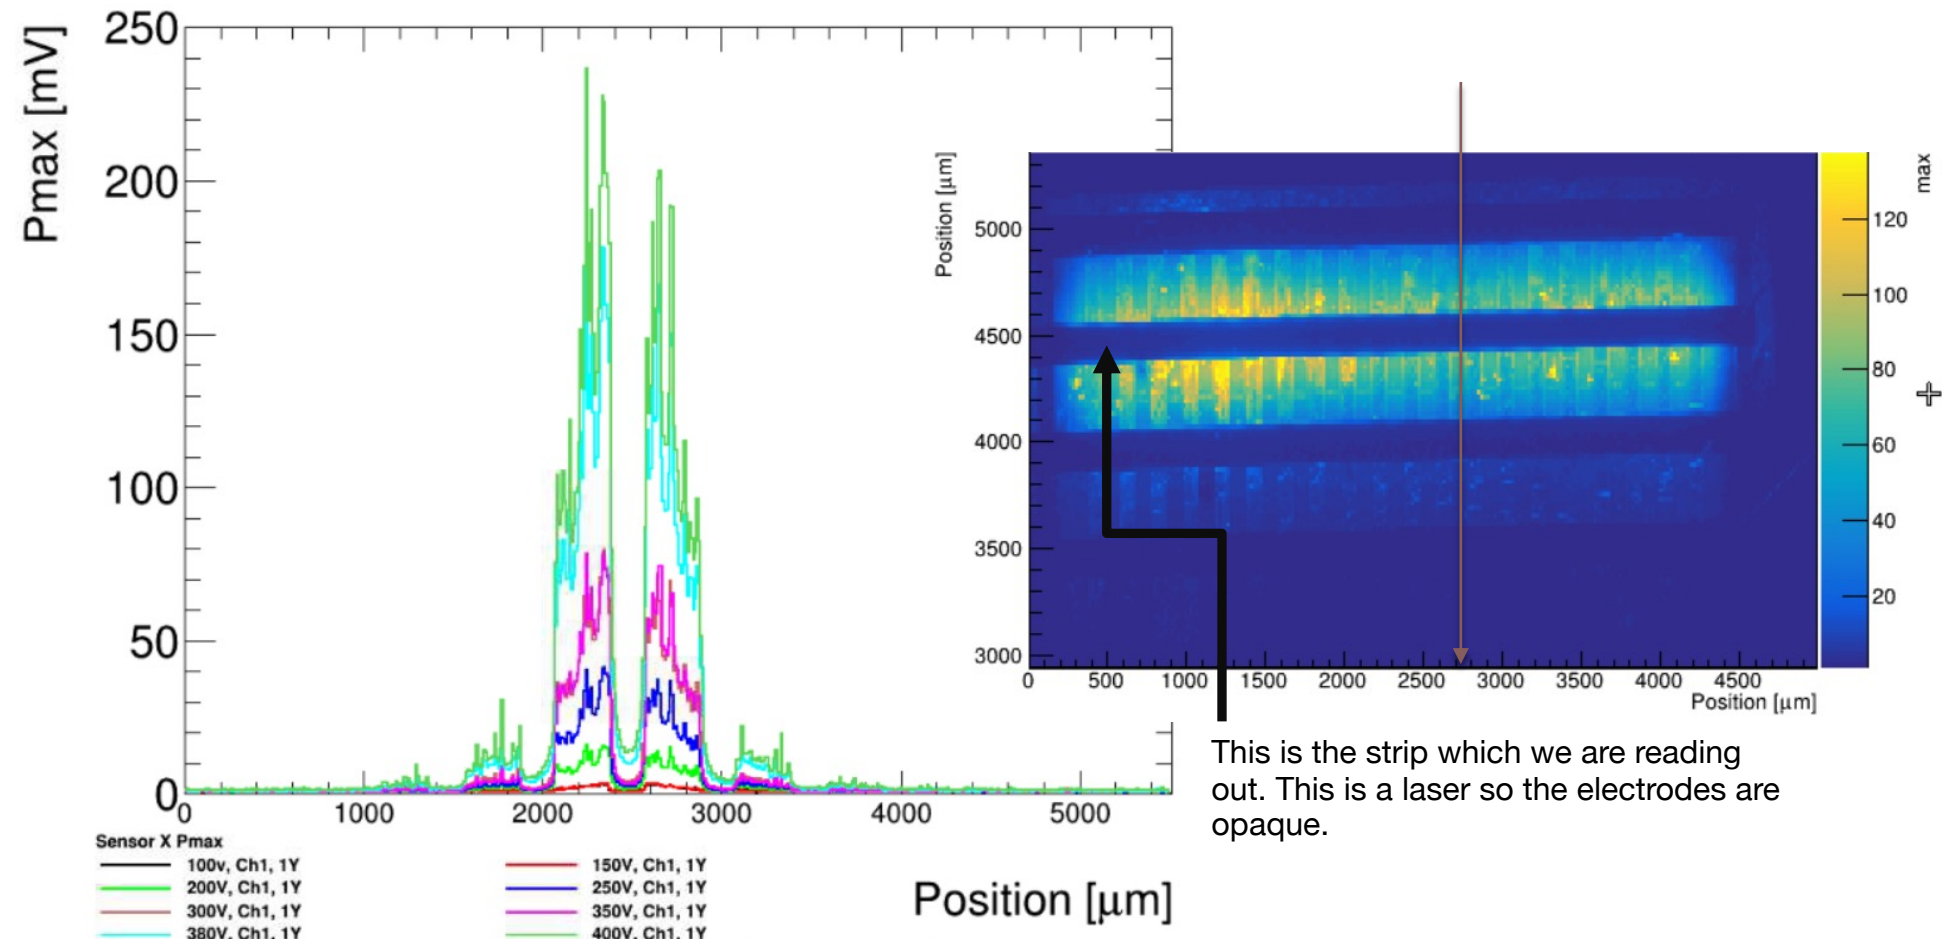 Pmax [mV]
250
200
150
100
50
0
0 1000 2000 3000 4000 5000
Position [μm]
Sensor X Pmax
100v, Ch1, 1Y 150V, Ch1, 1Y
200V, Ch1, 1Y 250V, Ch1, 1Y
300V, Ch1, 1Y 350V, Ch1, 1Y
380V, Ch1, 1Y 400V, Ch1, 1Y
Position [μm]
5000
4500
4000
3500
3000
0 500 1000 1500 2000 2500 3000 3500 4000 4500
Position [μm]
max
120
100
80
60
40
20
This is the strip which we are reading
out. This is a laser so the electrodes are
opaque.